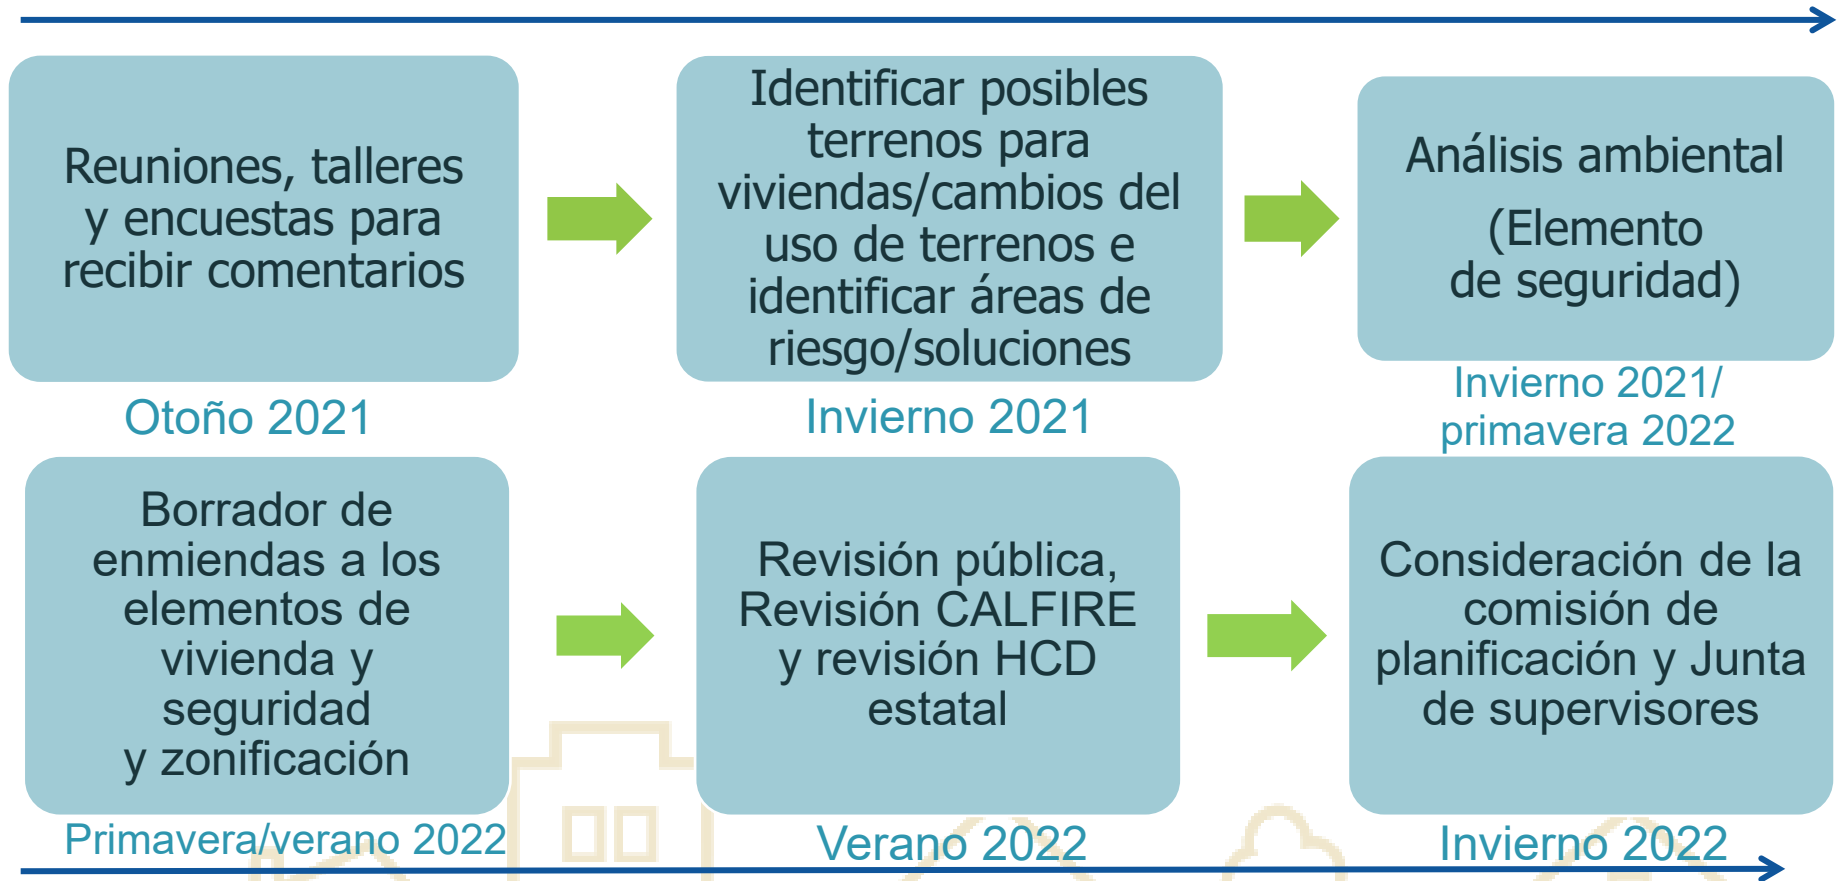 Reuniones, talleres
y encuestas para
recibir comentarios
Otoño 2021
Identificar posibles
terrenos para
viviendas/cambios del
uso de terrenos e
identificar áreas de
riesgo/soluciones
Invierno 2021
Análisis ambiental
(Elemento
de seguridad)
Invierno 2021/
primavera 2022
Borrador de
enmiendas a los
elementos de
vivienda y
seguridad
y zonificación
Primavera/verano 2022
Revisión pública,
Revisión CALFIRE
y revisión HCD
estatal
Verano 2022
Consideración de la
comisión de
planificación y Junta
de supervisores
Invierno 2022